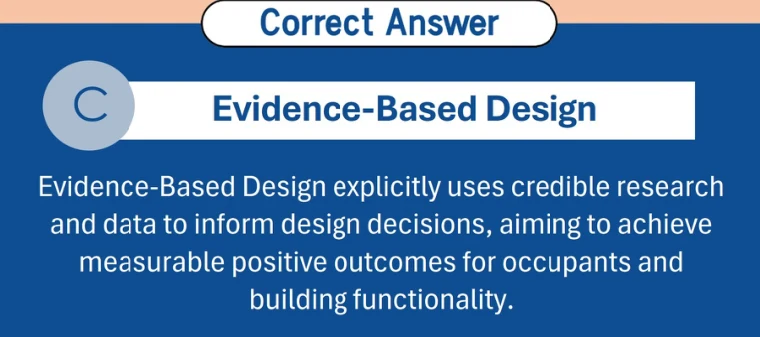 Correct Answer
C
Evidence-Based Design
Evidence-Based Design explicitly uses credible research
and data to inform design decisions, aiming to achieve
measurable positive outcomes for occupants and
building functionality.